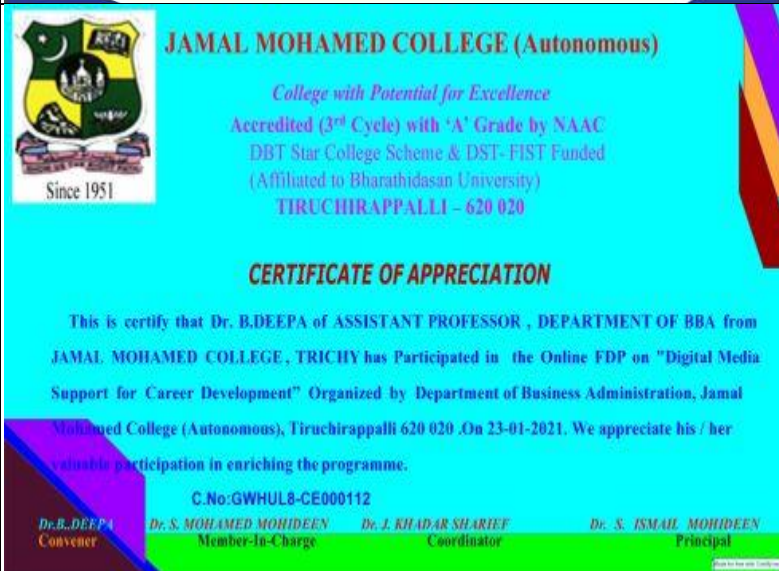 JAMAL MOHAMED COLLEGE (Autonomous)
College with Potential for Excellence
Accredited (3rd Cycle) with ‘A’ Grade by NAAC
DBT Star College Scheme & DST- FIST Funded
(Affiliated to Bharathidasan University)
TIRUCHIRAPPALLI – 620 020
Since 1951
CERTIFICATE OF APPRECIATION
This is certify that Dr. B.DEEPA of ASSISTANT PROFESSOR , DEPARTMENT OF BBA from
JAMAL MOHAMED COLLEGE , TRICHY has Participated in the Online FDP on "Digital Media
Support for Career Development” Organized by Department of Business Administration, Jamal
Mohamed College (Autonomous), Tiruchirappalli 620 020 .On 23-01-2021. We appreciate his / her
valuable participation in enriching the programme.
C.No:GWHUL8-CE000112
Dr.B..DEEPA Dr. S. MOHAMED MOHIDEEN Dr. J. KHADAR SHARIEF Dr. S. ISMAIL MOHIDEEN
Convener Member-In-Charge Coordinator Principal